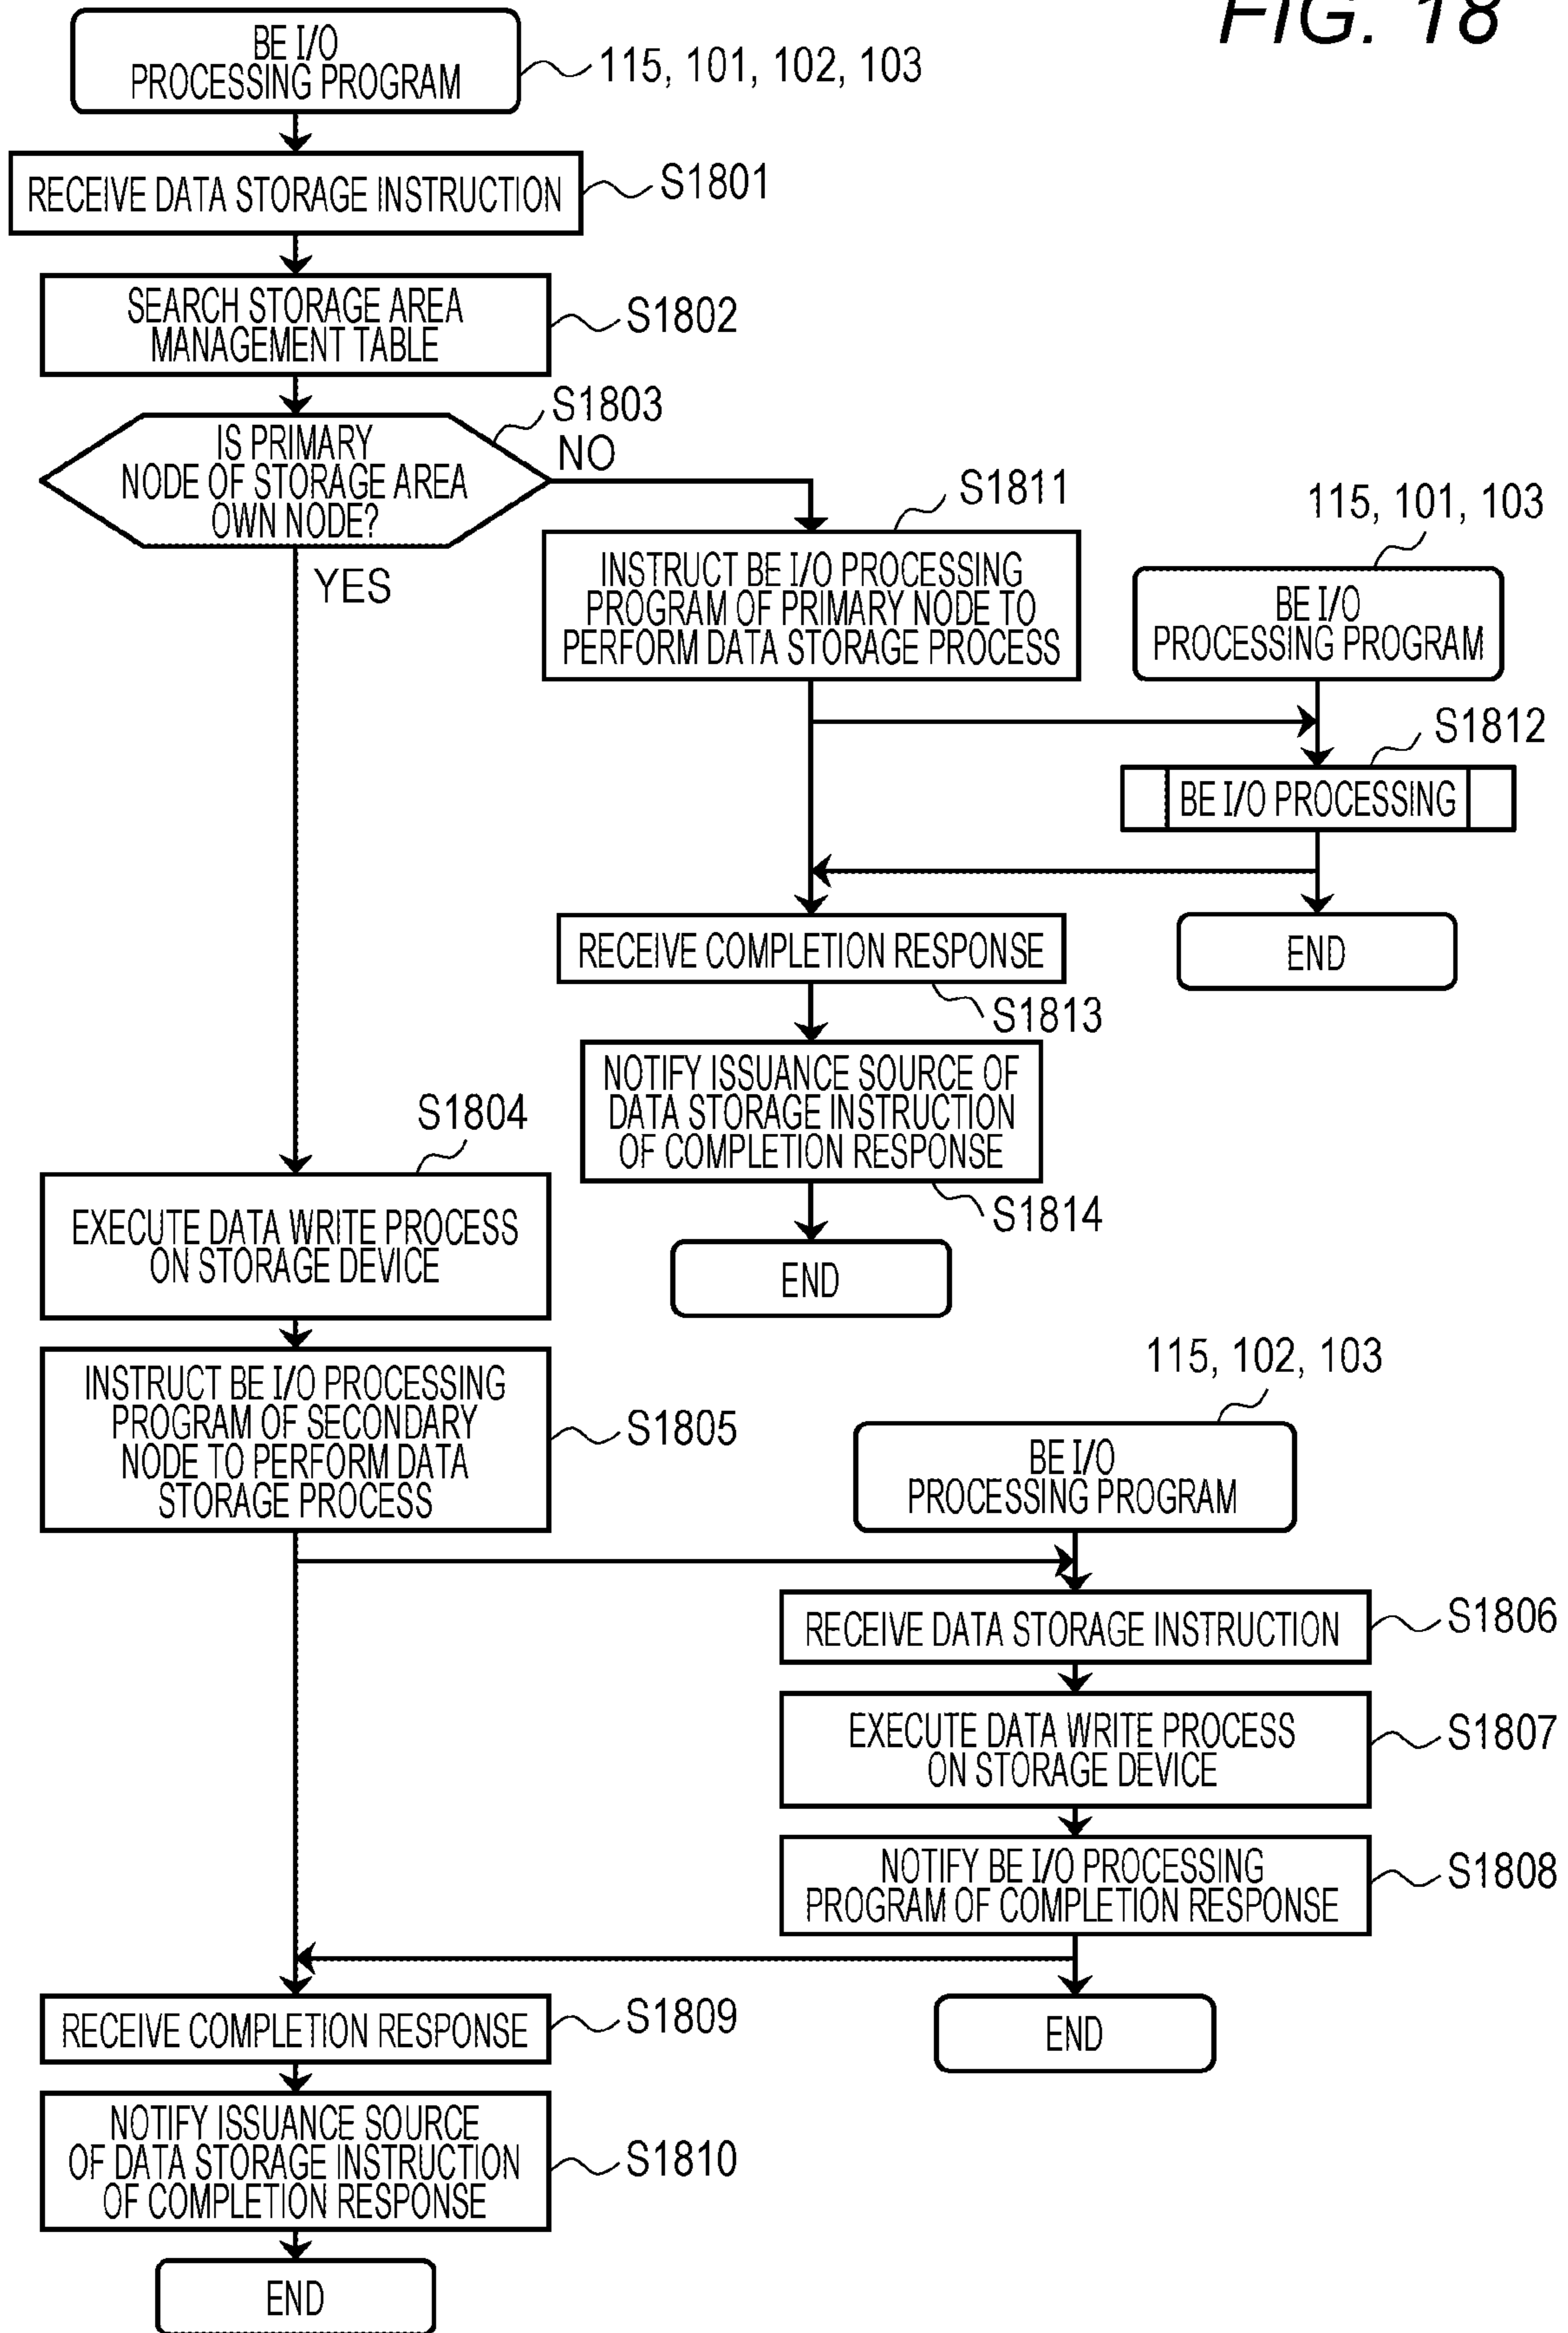 FIG. 18
BE I/O
PROCESSING PROGRAM
115, 101, 102, 103
RECEIVE DATA STORAGE INSTRUCTION
S1801
SEARCH STORAGE AREA
MANAGEMENT TABLE
S1802
S1803
IS PRIMARY
NODE OF STORAGE AREA
OWN NODE?
NO
YES
S1811
INSTRUCT BE I/O PROCESSING
PROGRAM OF PRIMARY NODE TO
PERFORM DATA STORAGE PROCESS
115, 101, 103
BE I/O
PROCESSING PROGRAM
S1812
BE I/O PROCESSING
END
RECEIVE COMPLETION RESPONSE
S1813
NOTIFY ISSUANCE SOURCE OF
DATA STORAGE INSTRUCTION
OF COMPLETION RESPONSE
S1814
END
S1804
EXECUTE DATA WRITE PROCESS
ON STORAGE DEVICE
INSTRUCT BE I/O PROCESSING
PROGRAM OF SECONDARY
NODE TO PERFORM DATA
STORAGE PROCESS
S1805
115, 102, 103
BE I/O
PROCESSING PROGRAM
RECEIVE DATA STORAGE INSTRUCTION
S1806
EXECUTE DATA WRITE PROCESS
ON STORAGE DEVICE
S1807
NOTIFY BE I/O PROCESSING
PROGRAM OF COMPLETION RESPONSE
S1808
END
RECEIVE COMPLETION RESPONSE
S1809
NOTIFY ISSUANCE SOURCE
OF DATA STORAGE INSTRUCTION
OF COMPLETION RESPONSE
S1810
END